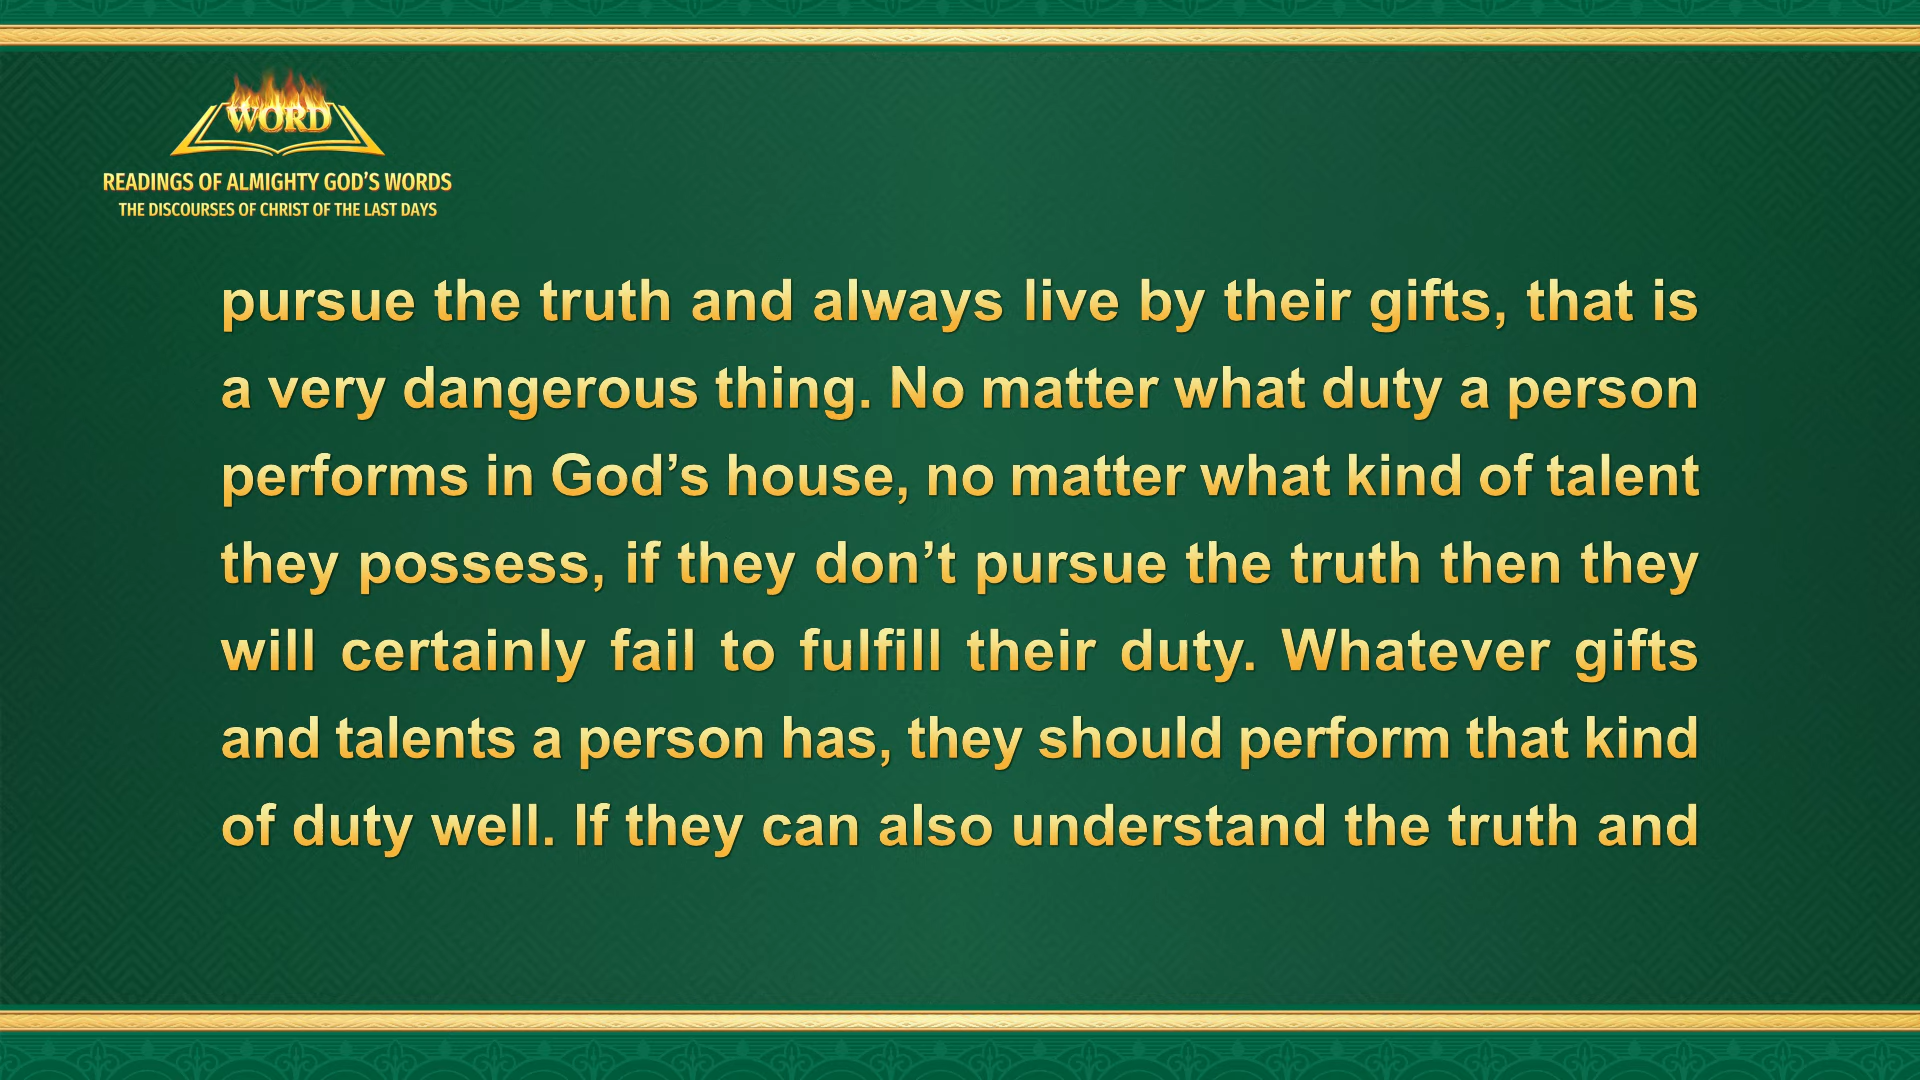 WORD
READINGS OF ALMIGHTY GOD’S WORDS
THE DISCOURSES OF CHRIST OF THE LAST DAYS
pursue the truth and always live by their gifts, that is
a very dangerous thing. No matter what duty a person
performs in God’s house, no matter what kind of talent
they possess, if they don’t pursue the truth then they
will certainly fail to fulfill their duty. Whatever gifts
and talents a person has, they should perform that kind
of duty well. If they can also understand the truth and